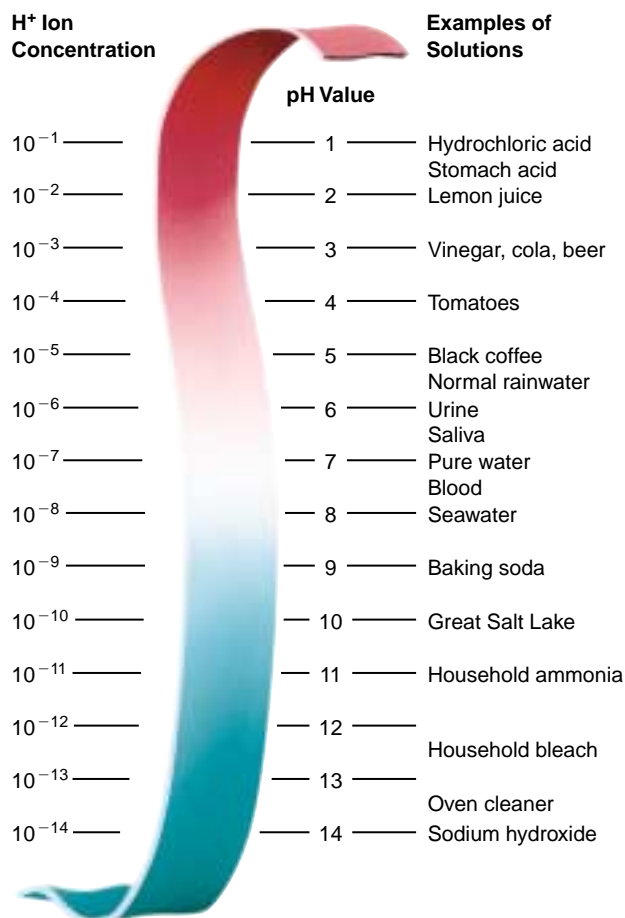 H⁺ Ion
Concentration
Examples of
Solutions
pH Value
10⁻¹ 1 Hydrochloric acid
Stomach acid
10⁻² 2 Lemon juice
10⁻³ 3 Vinegar, cola, beer
10⁻⁴ 4 Tomatoes
10⁻⁵ 5 Black coffee
Normal rainwater
10⁻⁶ 6 Urine
Saliva
10⁻⁷ 7 Pure water
Blood
10⁻⁸ 8 Seawater
10⁻⁹ 9 Baking soda
10⁻¹⁰ 10 Great Salt Lake
10⁻¹¹ 11 Household ammonia
10⁻¹² 12
Household bleach
10⁻¹³ 13
Oven cleaner
10⁻¹⁴ 14 Sodium hydroxide